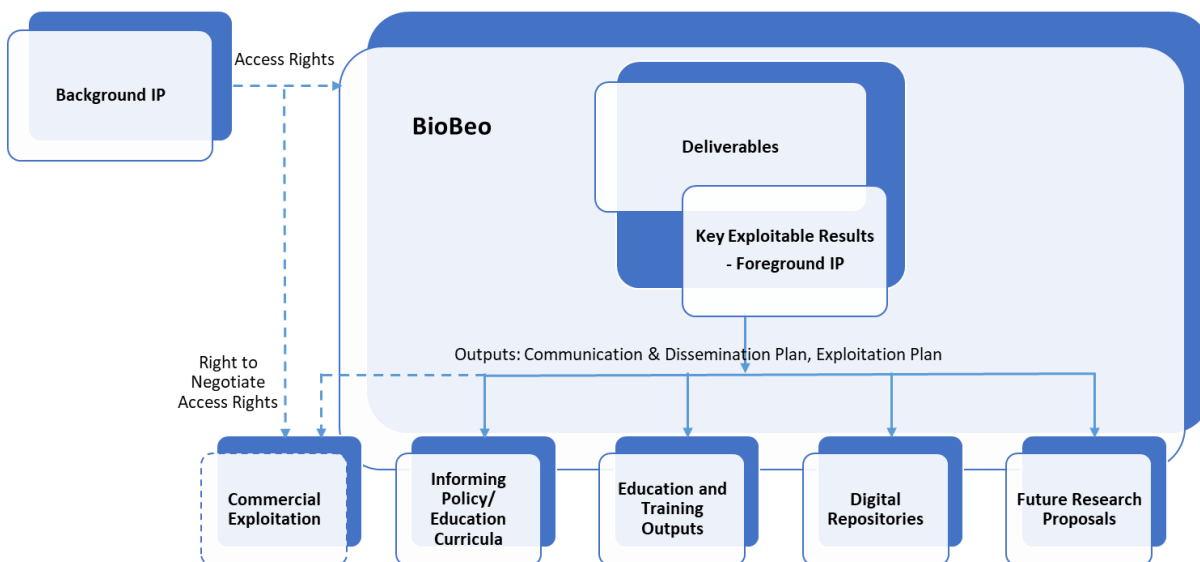 Access Rights
Background IP
BioBeo
Deliverables
Key Exploitable Results
- Foreground IP
Outputs: Communication & Dissemination Plan, Exploitation Plan
Right to
Negotiate
Access Rights
Commercial
Exploitation
Informing
Policy/
Education
Curricula
Education and
Training
Outputs
Digital
Repositories
Future Research
Proposals